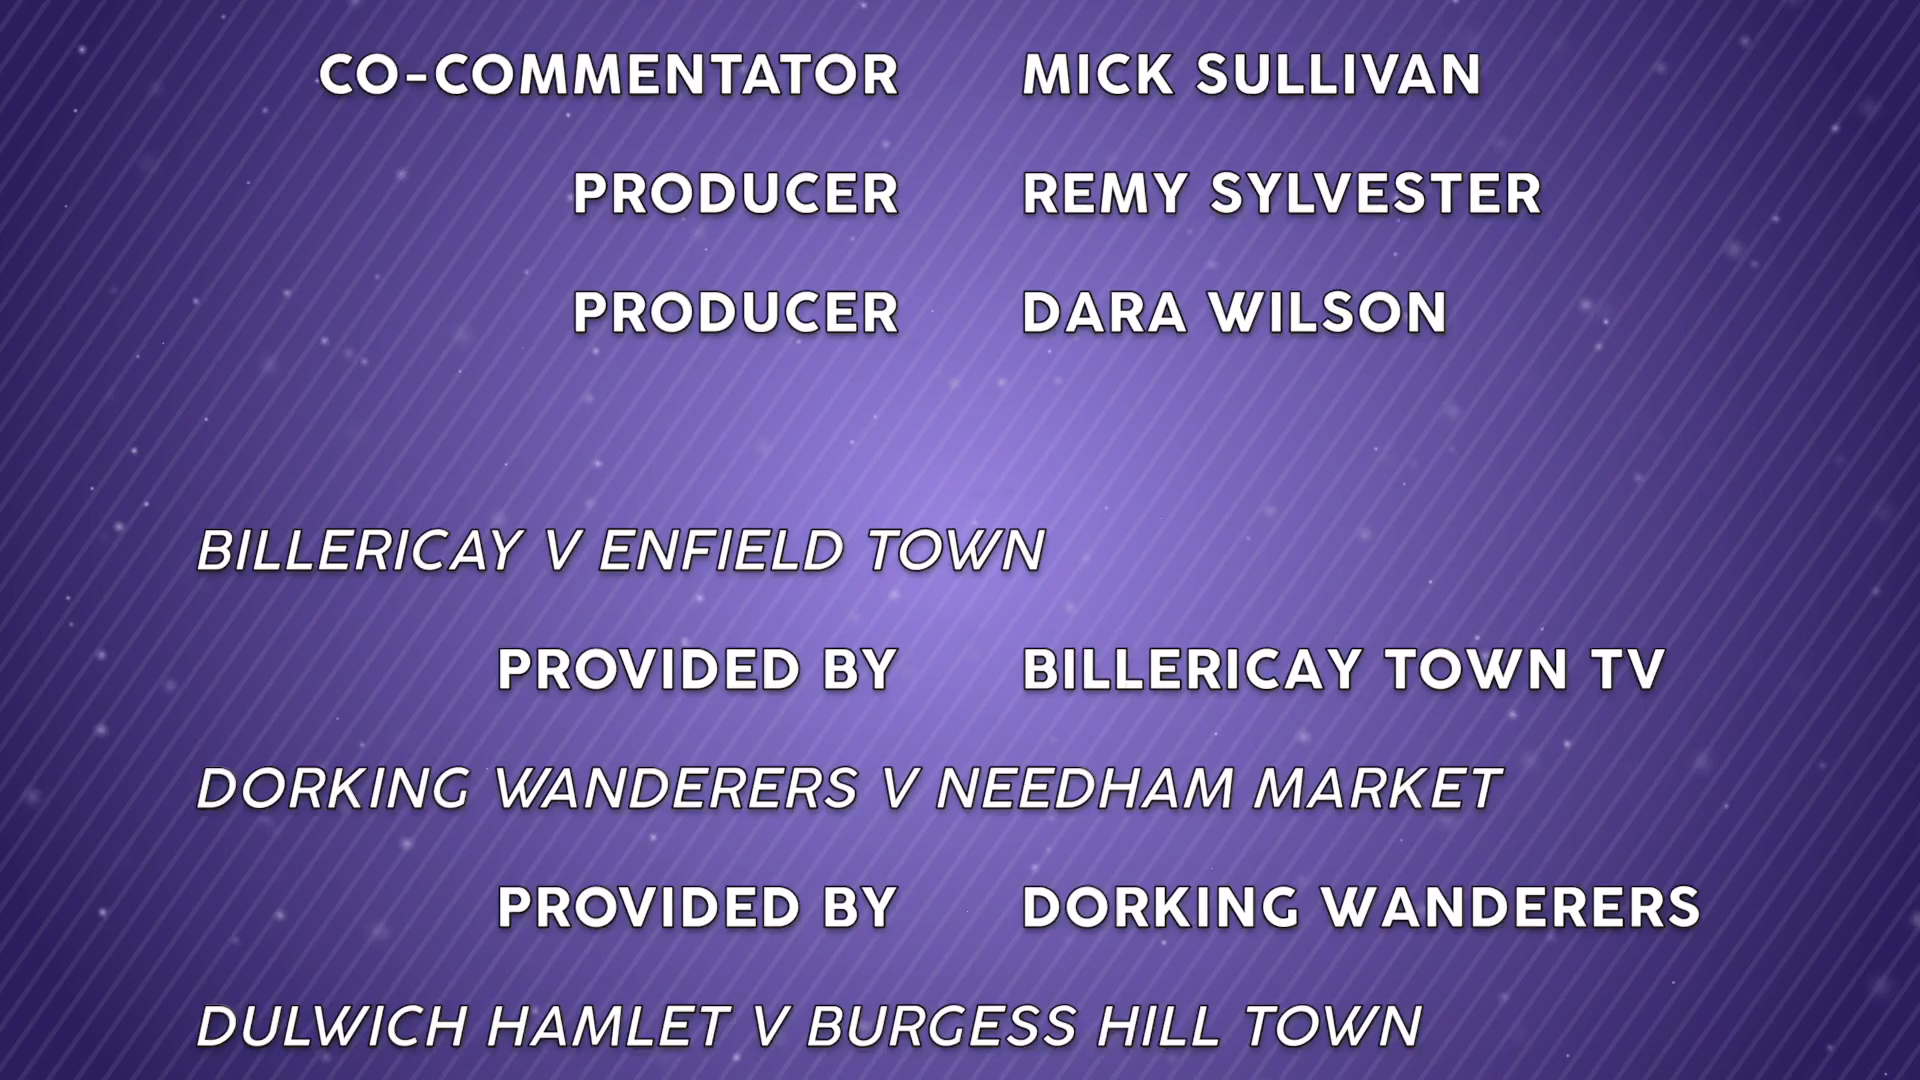 CO-COMMENTATOR MICK SULLIVAN
PRODUCER REMY SYLVESTER
PRODUCER DARA WILSON
BILLERICAY V ENFIELD TOWN
PROVIDED BY BILLERICAY TOWN TV
DORKING WANDERERS V NEEDHAM MARKET
PROVIDED BY DORKING WANDERERS
DULWICH HAMLET V BURGESS HILL TOWN